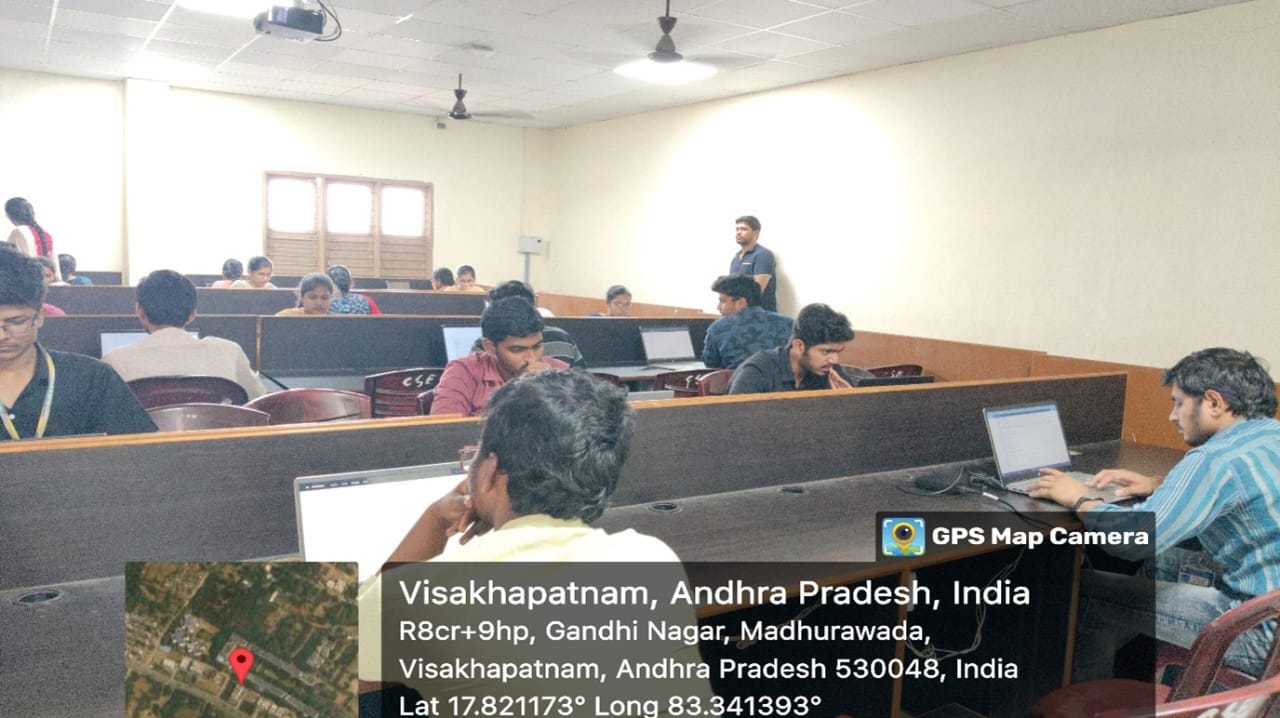 CSE
GPS Map Camera
Visakhapatnam, Andhra Pradesh, India
R8cr+9hp, Gandhi Nagar, Madhurawada,
Visakhapatnam, Andhra Pradesh 530048, India
Lat 17.821173° Long 83.341393°